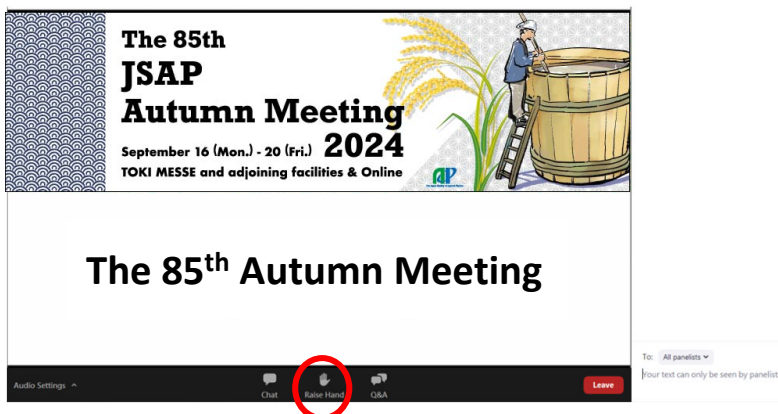 The 85th
JSAP
Autumn Meeting
September 16 (Mon.) - 20 (Fri.) 2024
TOKI MESSE and adjoining facilities & Online
AP
The 85th Autumn Meeting
To: All panelists
Your text can only be seen by panelist
Audio Settings
Chat
Raise Hand
Q&A
Leave